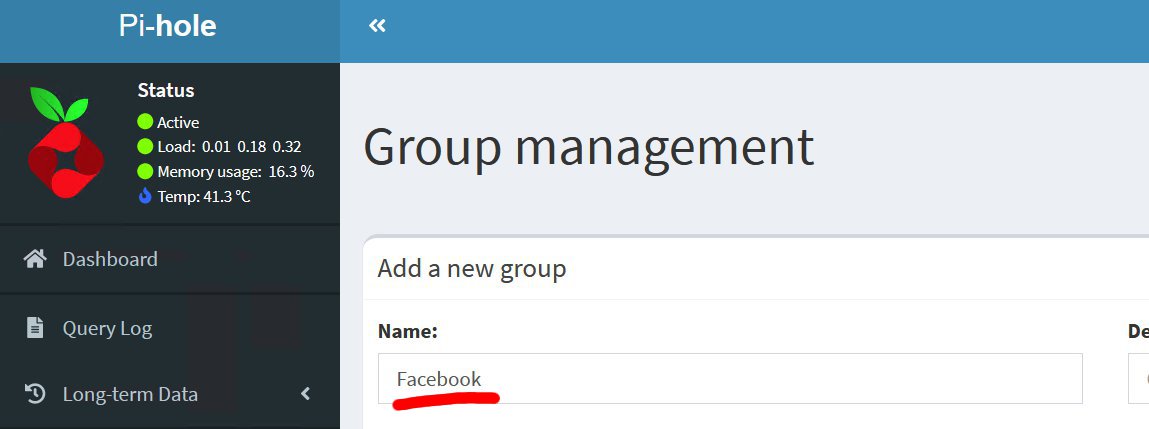 Pi-hole
Status
Active
Load: 0.01 0.18 0.32
Memory usage: 16.3 %
Temp: 41.3 °C
Dashboard
Query Log
Long-term Data
Group management
Add a new group
Name:
De
Facebook